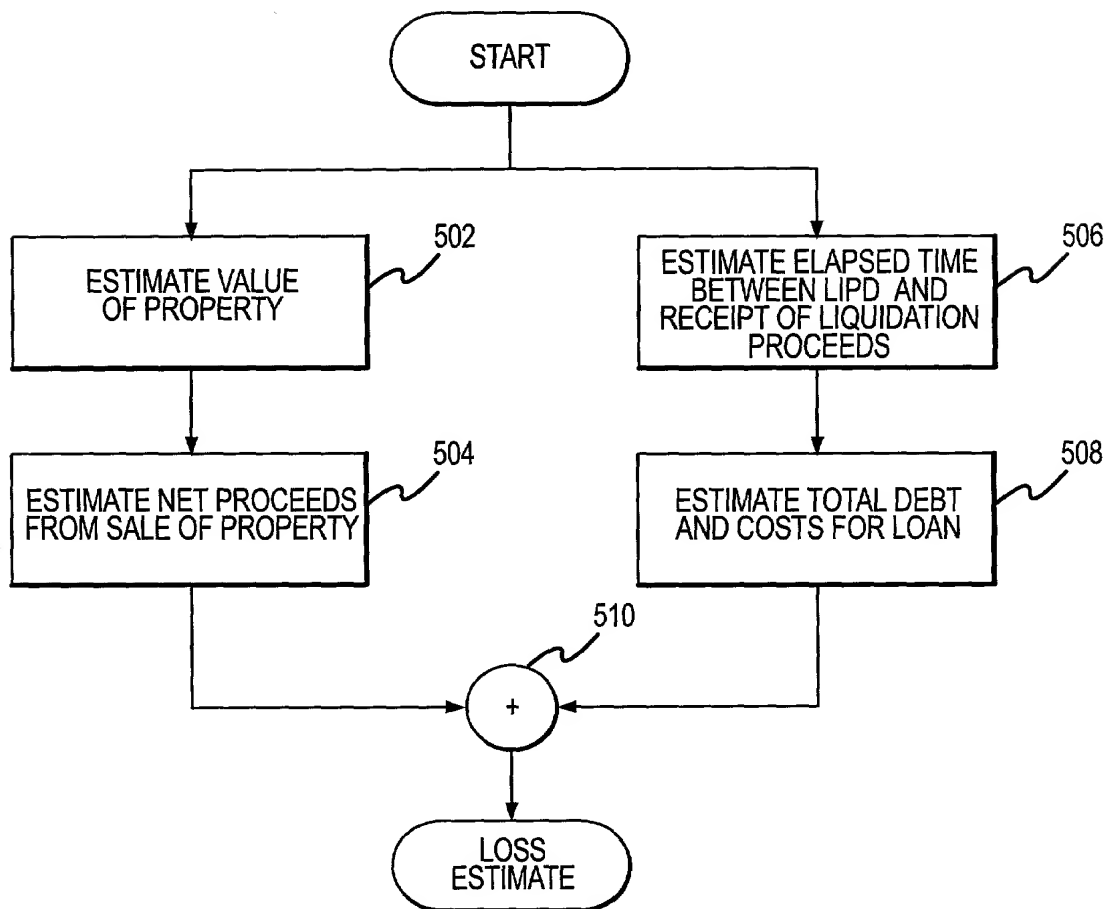 START
502
ESTIMATE VALUE
OF PROPERTY
506
ESTIMATE ELAPSED TIME
BETWEEN LIPD AND
RECEIPT OF LIQUIDATION
PROCEEDS
504
ESTIMATE NET PROCEEDS
FROM SALE OF PROPERTY
508
ESTIMATE TOTAL DEBT
AND COSTS FOR LOAN
510
+
LOSS
ESTIMATE